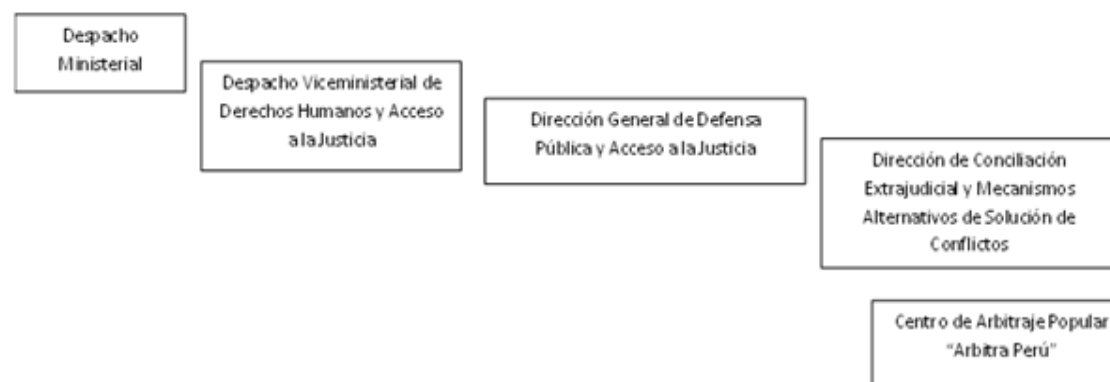 Despacho
Ministerial
Despacho Viceministerial de
Derechos Humanos y Acceso
a la Justicia
Dirección General de Defensa
Pública y Acceso a la Justicia
Dirección de Conciliación
Extrajudicial y Mecanismos
Alternativos de Solución de
Conflictos
Centro de Arbitraje Popular
“Arbitra Perú”